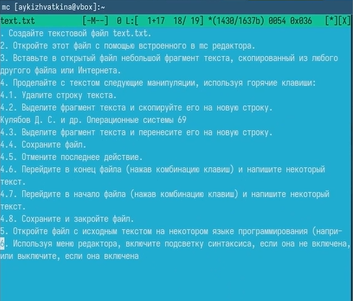 mc [aykizhvatkina@vbox]:~
text.txt [-M--] 0 L:[ 1+17 18/ 19] *(1430/1637b) 0054 0x036 [*][X]
. Создайте текстовой файл text.txt.
2. Откройте этот файл с помощью встроенного в mc редактора.
3. Вставьте в открытый файл небольшой фрагмент текста, скопированный из любого
другого файла или Интернета.
4. Проделайте с текстом следующие манипуляции, используя горячие клавиши:
4.1. Удалите строку текста.
4.2. Выделите фрагмент текста и скопируйте его на новую строку.
Кулябов Д. С. и др. Операционные системы 69
4.3. Выделите фрагмент текста и перенесите его на новую строку.
4.4. Сохраните файл.
4.5. Отмените последнее действие.
4.6. Перейдите в конец файла (нажав комбинацию клавиш) и напишите некоторый
текст.
4.7. Перейдите в начало файла (нажав комбинацию клавиш) и напишите некоторый
текст.
4.8. Сохраните и закройте файл.
5. Откройте файл с исходным текстом на некотором языке программирования (напри-
6. Используя меню редактора, включите подсветку синтаксиса, если она не включена,
или выключите, если она включена